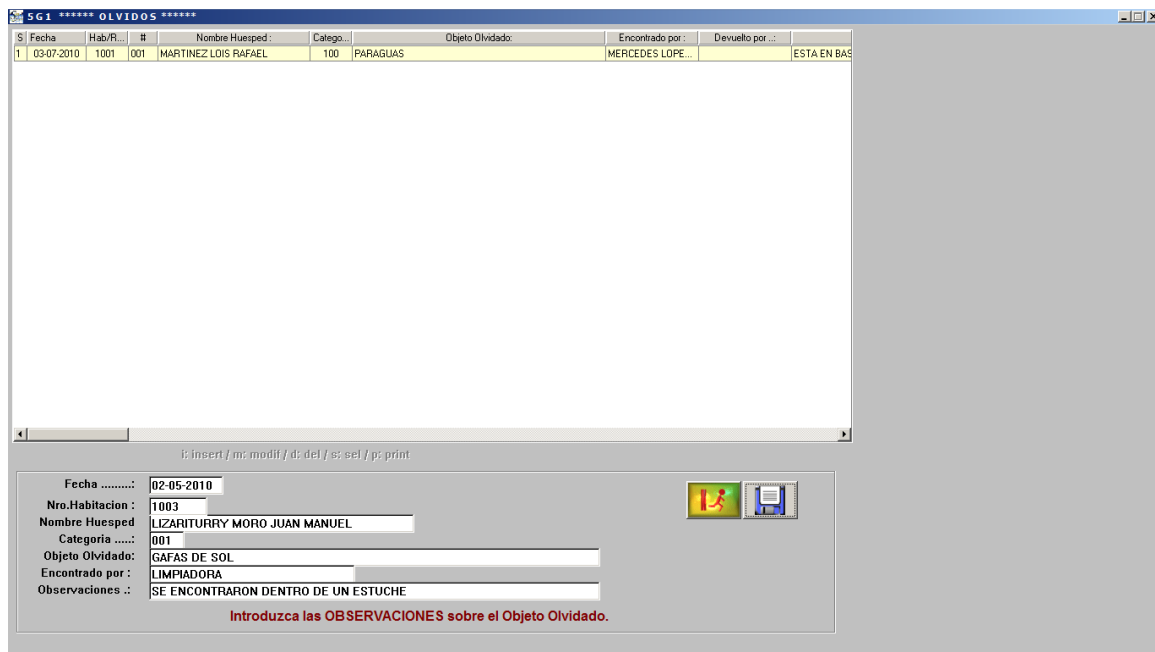 5G1 ****** OLVIDOS ******
S Fecha Hab/R... # Nombre Huesped : Catego... Objeto Olvidado: Encontrado por : Devuelto por ..:
1 03-07-2010 1001 001 MARTINEZ LOIS RAFAEL 100 PARAGUAS MERCEDES LOPE... ESTA EN BAS
i: insert / m: modif / d: del / s: sel / p: print
Fecha .........: 02-05-2010
Nro.Habitacion : 1003
Nombre Huesped LIZARITURRY MORO JUAN MANUEL
Categoria .....: 001
Objeto Olvidado: GAFAS DE SOL
Encontrado por : LIMPIADORA
Observaciones .: SE ENCONTRARON DENTRO DE UN ESTUCHE
Introduzca las OBSERVACIONES sobre el Objeto Olvidado.